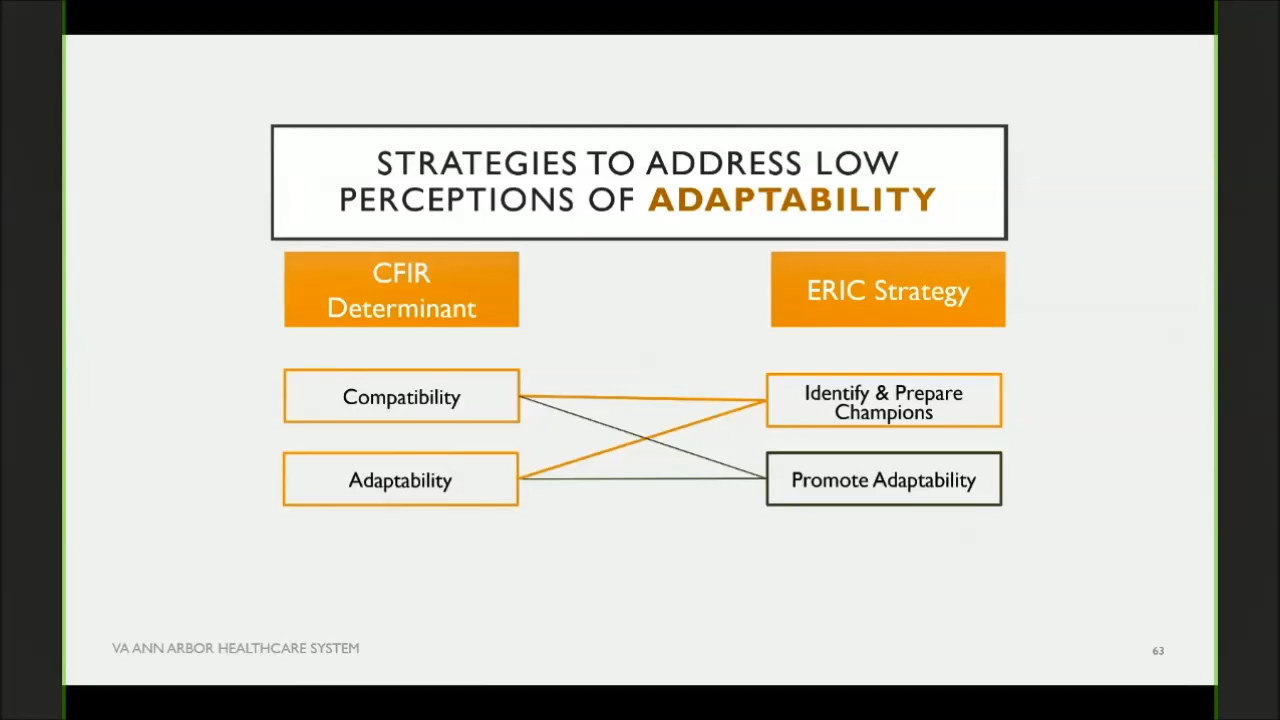 STRATEGIES TO ADDRESS LOW
PERCEPTIONS OF ADAPTABILITY
CFIR
Determinant
ERIC Strategy
Compatibility
Identify & Prepare
Champions
Adaptability
Promote Adaptability
VA ANN ARBOR HEALTHCARE SYSTEM
63